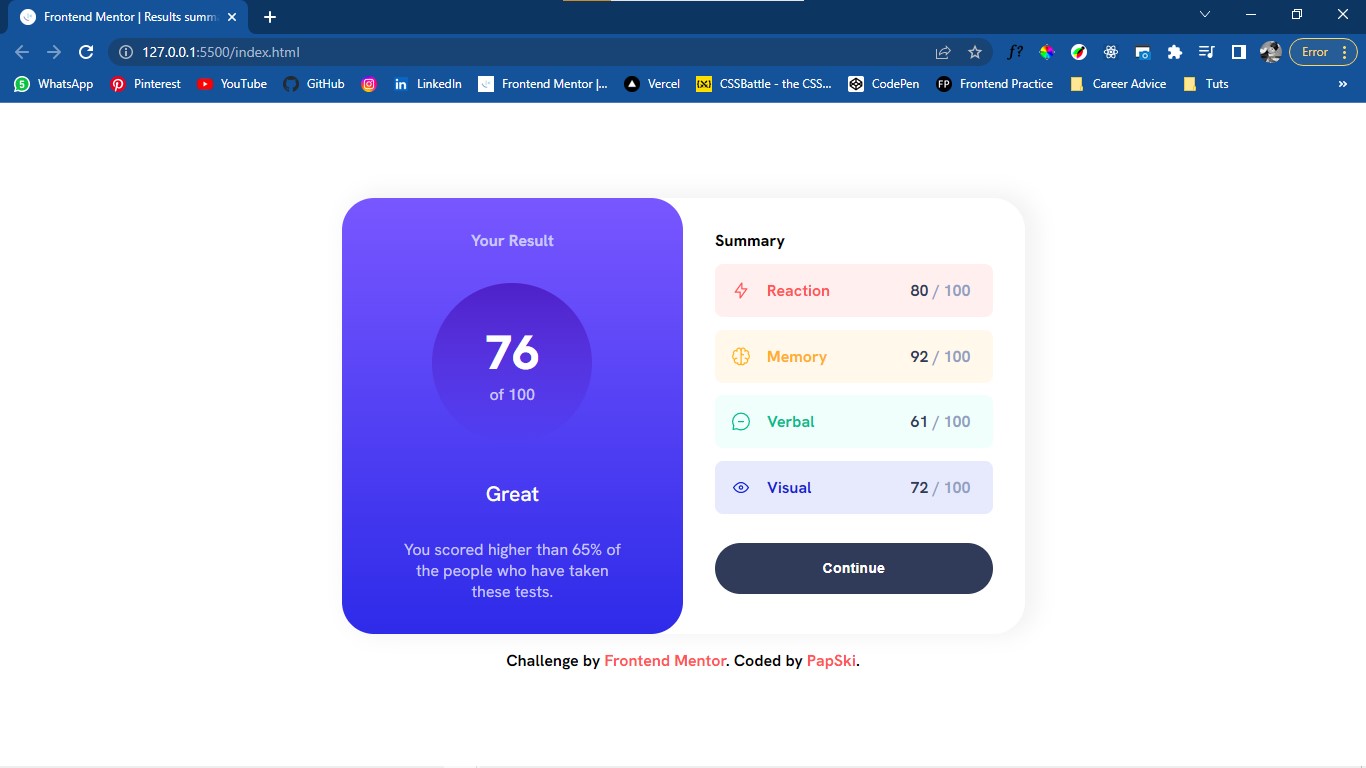 Frontend Mentor | Results summ
127.0.0.1:5500/index.html
f?
Error
5
WhatsApp
Pinterest
YouTube
GitHub
in
LinkedIn
Frontend Mentor |...
Vercel
CSSBattle - the CSS...
CodePen
FP
Frontend Practice
Career Advice
Tuts
»
Your Result
76
of 100
Great
You scored higher than 65% of
the people who have taken
these tests.
Summary
Reaction 80 / 100
Memory 92 / 100
Verbal 61 / 100
Visual 72 / 100
Continue
Challenge by Frontend Mentor. Coded by PapSki.